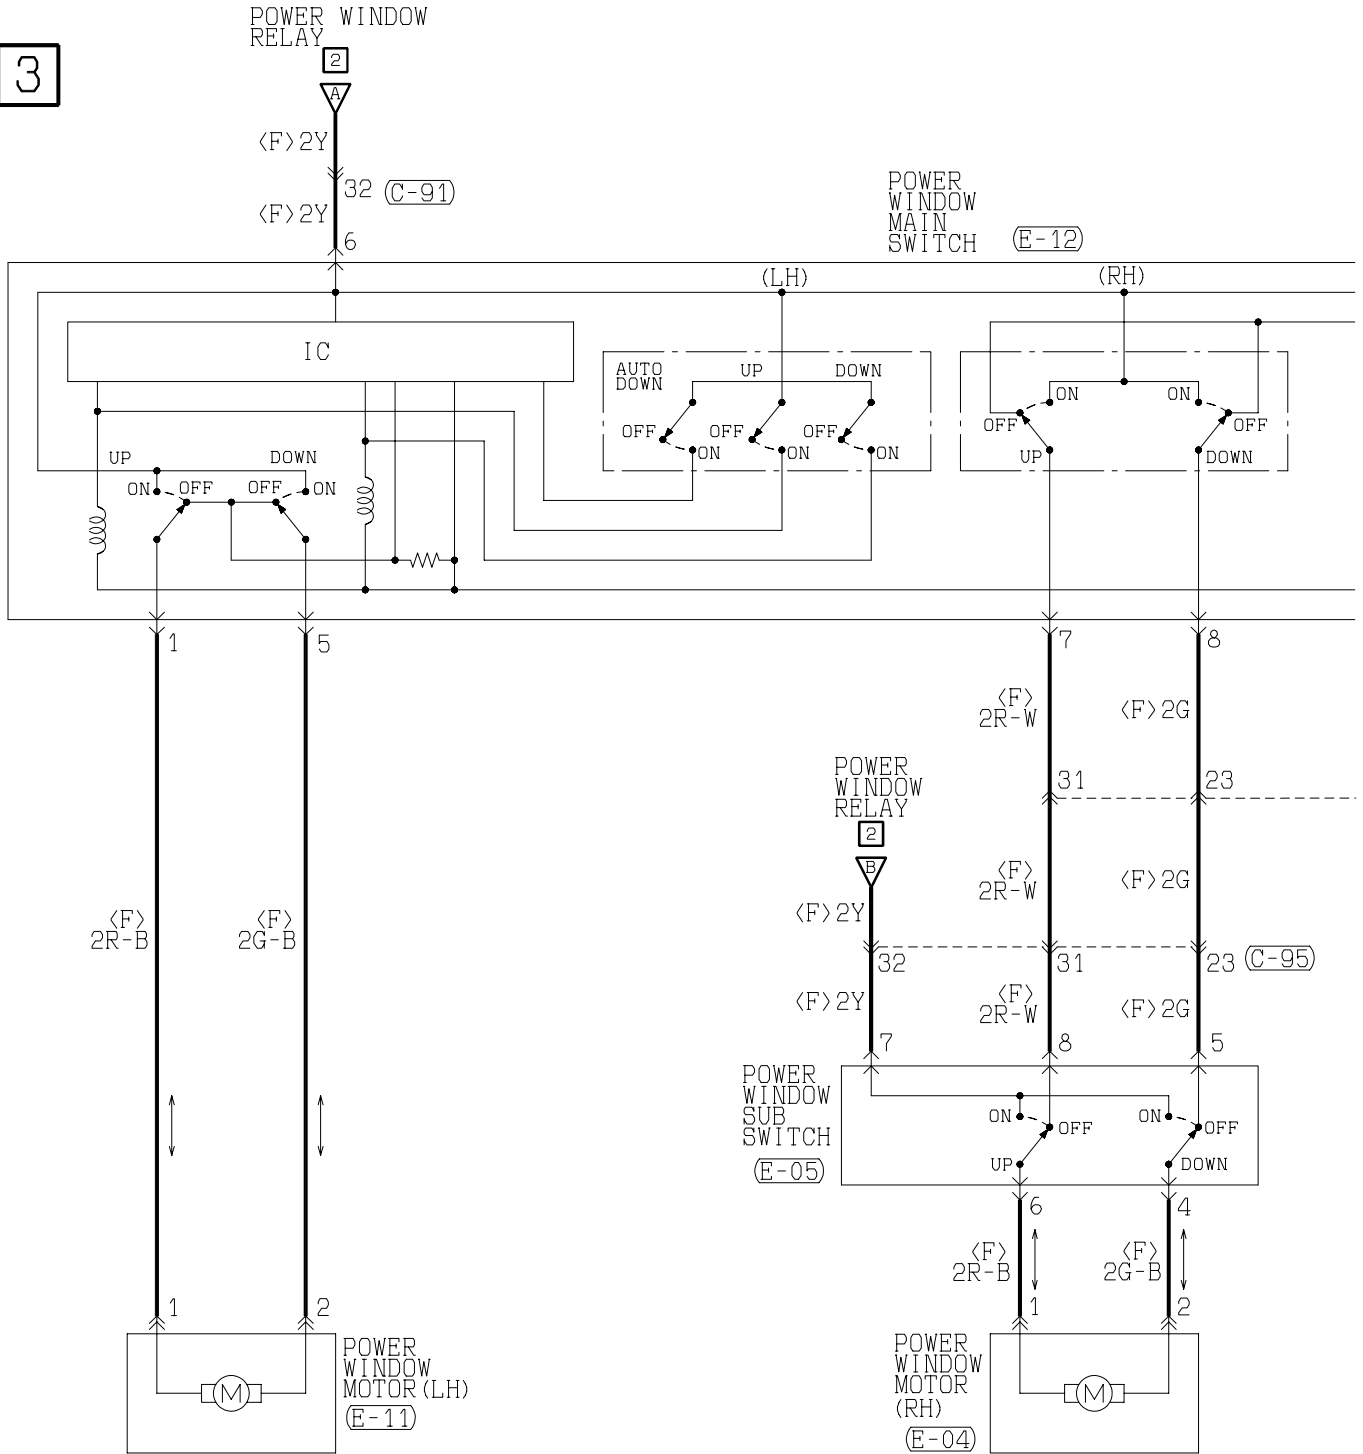 POWER WINDOW
RELAY
2
3
A
〈F〉2Y
32 (C-91)
〈F〉2Y
6
POWER
WINDOW
MAIN
SWITCH (E-12)
(LH)
(RH)
IC
AUTO
DOWN
UP
DOWN
OFF
ON
OFF
ON
OFF
ON
ON
ON
OFF
OFF
UP
DOWN
UP
DOWN
ON
OFF
OFF
ON
1
5
7
8
〈F〉
2R-W
〈F〉2G
31
23
POWER
WINDOW
RELAY
2
B
〈F〉
2R-W
〈F〉2G
〈F〉2Y
〈F〉
2R-B
〈F〉
2G-B
32
31
23 (C-95)
〈F〉2Y
〈F〉
2R-W
〈F〉2G
7
8
5
POWER
WINDOW
SUB
SWITCH
(E-05)
ON
OFF
ON
OFF
UP
DOWN
6
4
〈F〉
2R-B
〈F〉
2G-B
1
2
1
2
POWER
WINDOW
MOTOR(LH)
(E-11)
M
POWER
WINDOW
MOTOR
(RH)
(E-04)
M